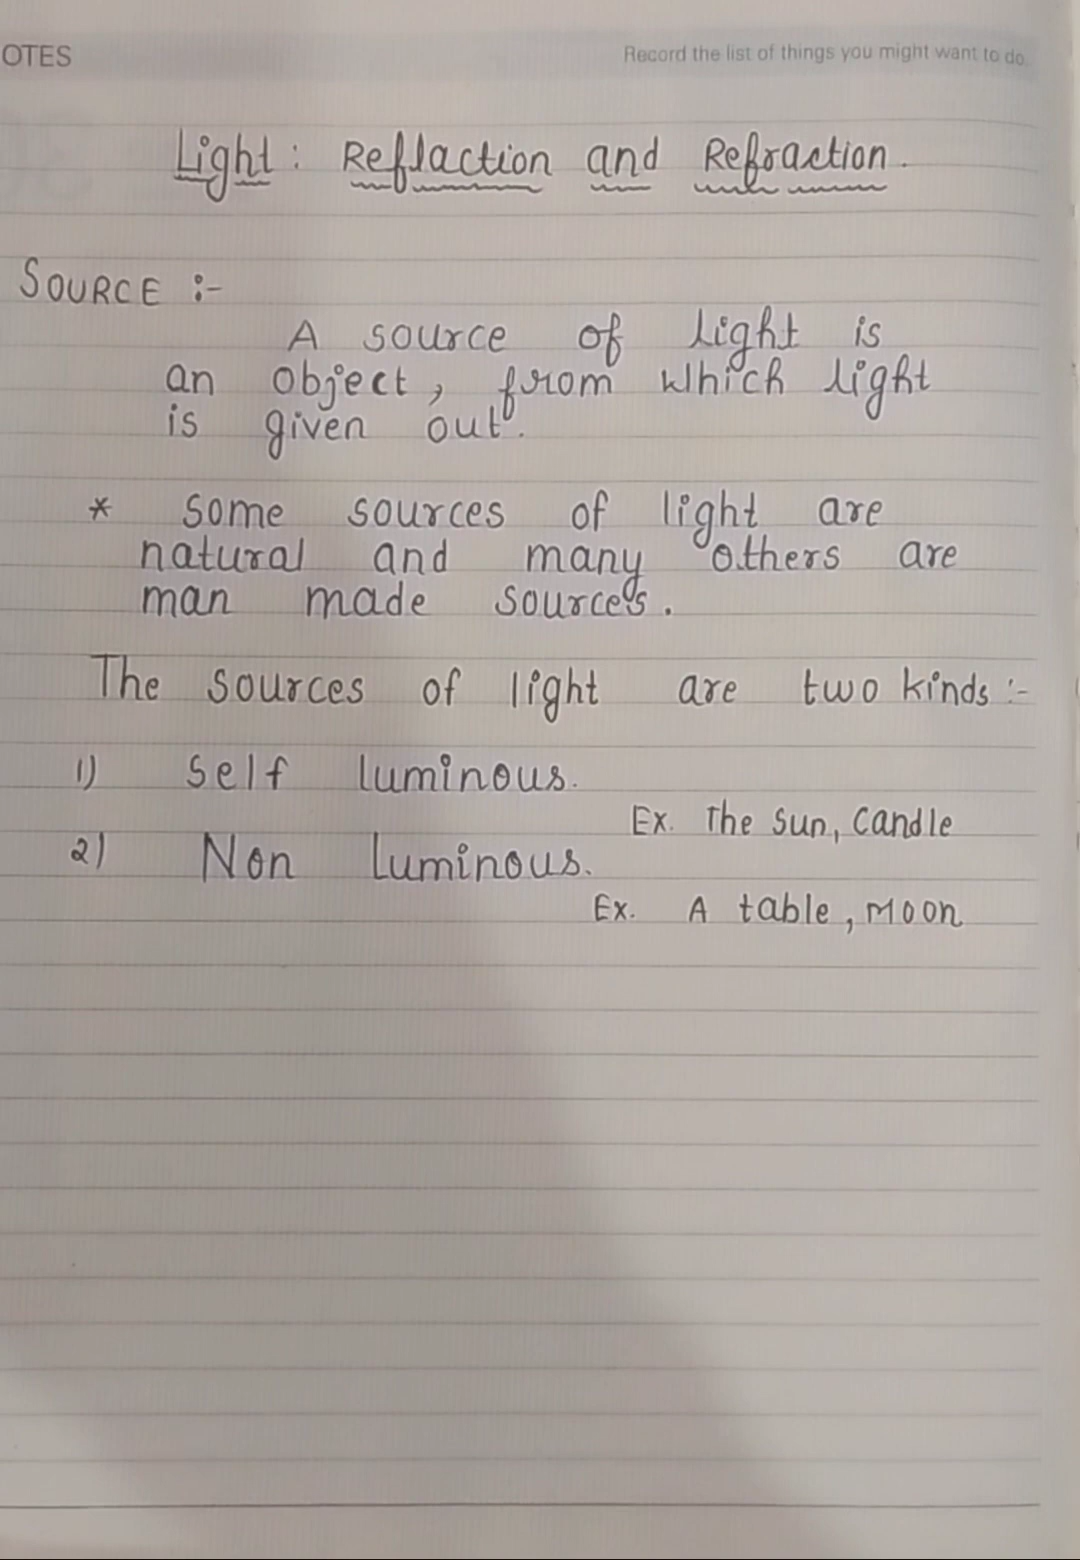 OTES
Record the list of things you might want to do.
Light: Reflaction and Refraction.
SOURCE :-
A source of light is
an object, from which light
is given out.
* Some sources of light are
natural and many others are
man made sources.
The sources of light are two kinds :-
1) Self luminous.
Ex. The Sun, Candle
2) Non luminous.
Ex. A table, Moon